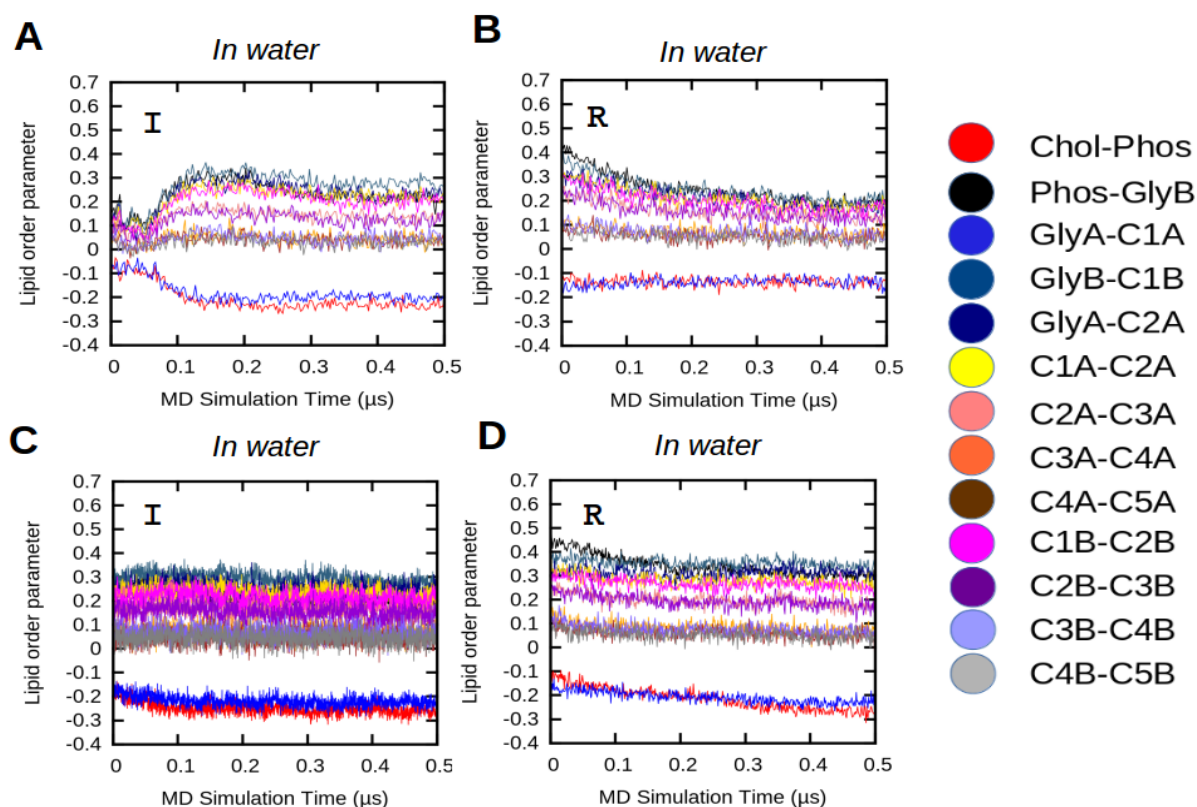 A
In water
I
Lipid order parameter
0.7
0.6
0.5
0.4
0.3
0.2
0.1
0
-0.1
-0.2
-0.3
-0.4
0
0.1
0.2
0.3
0.4
0.5
MD Simulation Time (µs)
B
In water
R
Lipid order parameter
0.7
0.6
0.5
0.4
0.3
0.2
0.1
0
-0.1
-0.2
-0.3
-0.4
0
0.1
0.2
0.3
0.4
0.5
MD Simulation Time (µs)
C
In water
I
Lipid order parameter
0.7
0.6
0.5
0.4
0.3
0.2
0.1
0
-0.1
-0.2
-0.3
-0.4
0
0.1
0.2
0.3
0.4
0.5
MD Simulation Time (µs)
D
In water
R
Lipid order parameter
0.7
0.6
0.5
0.4
0.3
0.2
0.1
0
-0.1
-0.2
-0.3
-0.4
0
0.1
0.2
0.3
0.4
0.5
MD Simulation Time (µs)
Chol-Phos
Phos-GlyB
GlyA-C1A
GlyB-C1B
GlyA-C2A
C1A-C2A
C2A-C3A
C3A-C4A
C4A-C5A
C1B-C2B
C2B-C3B
C3B-C4B
C4B-C5B